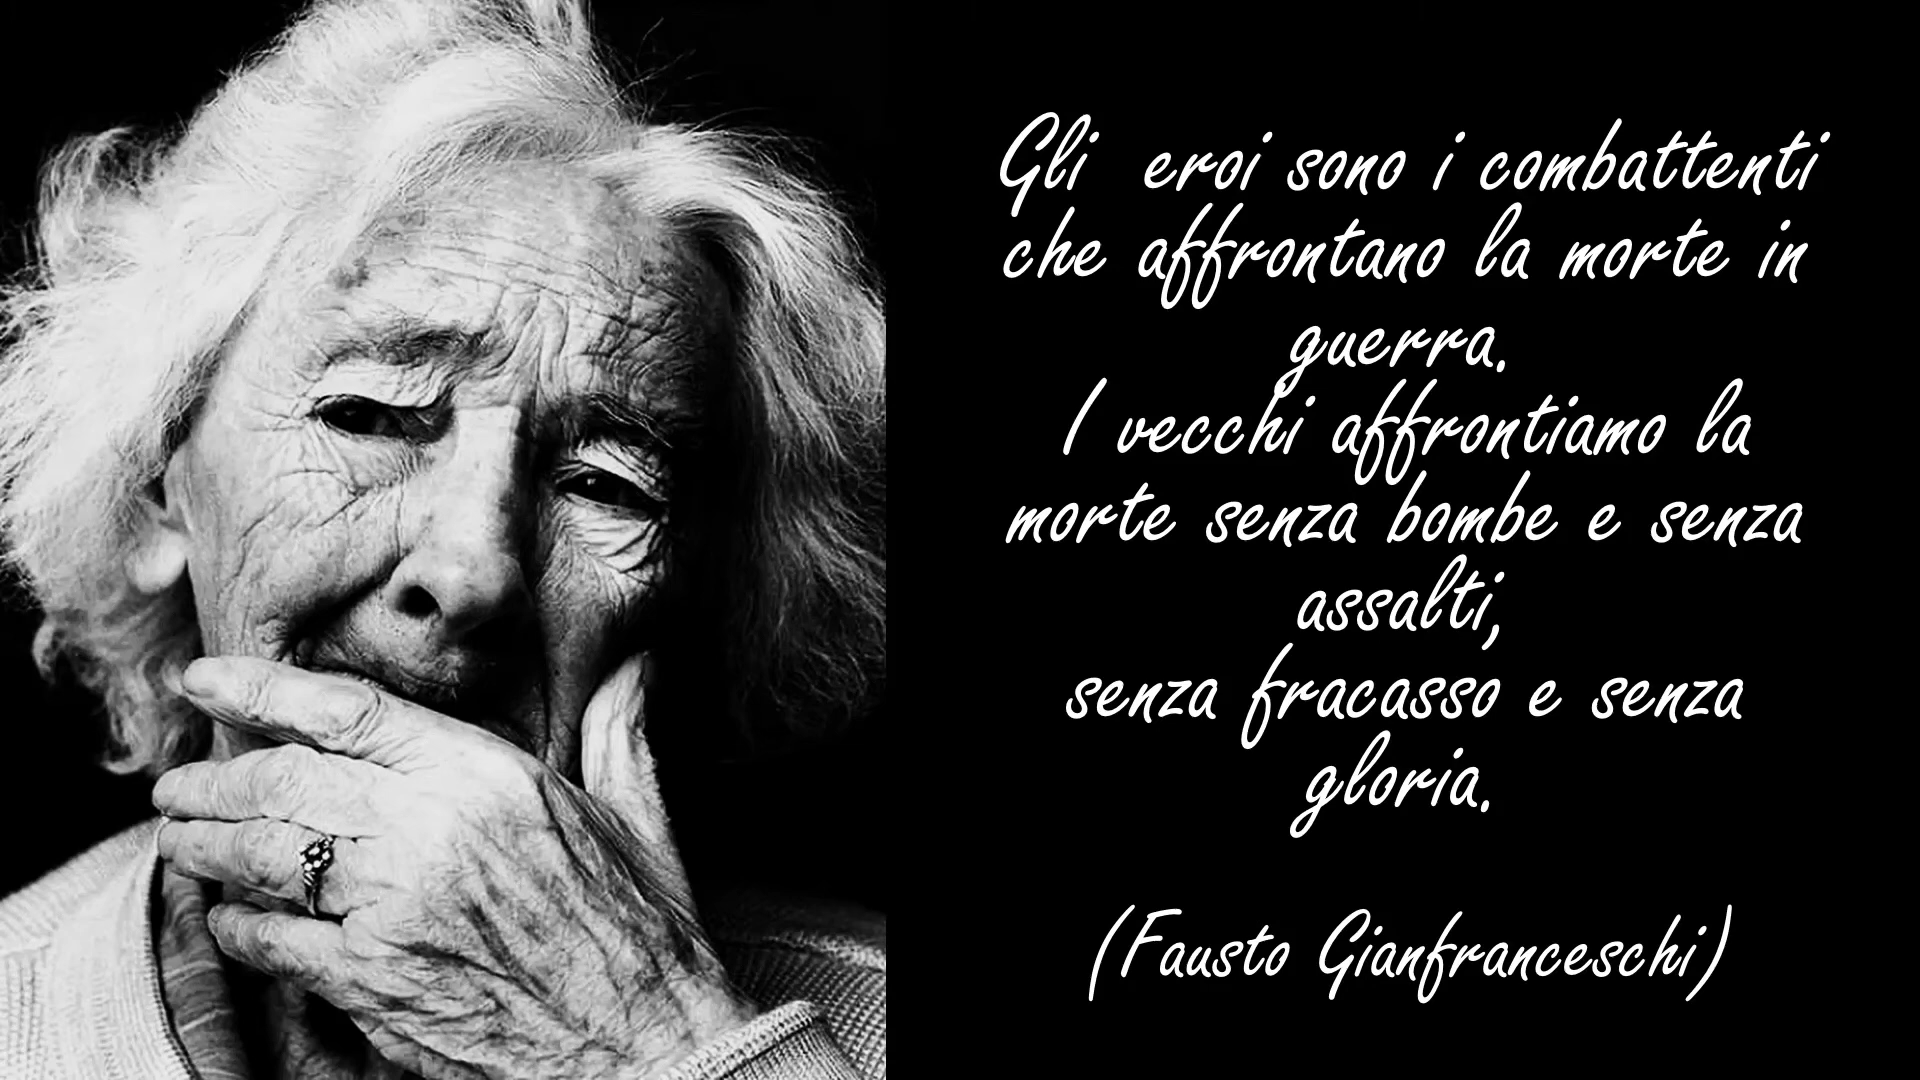 Gli eroi sono i combattenti
che affrontano la morte in
guerra.
I vecchi affrontiamo la
morte senza bombe e senza
assalti,
senza fracasso e senza
gloria.
(Fausto Gianfranceschi)